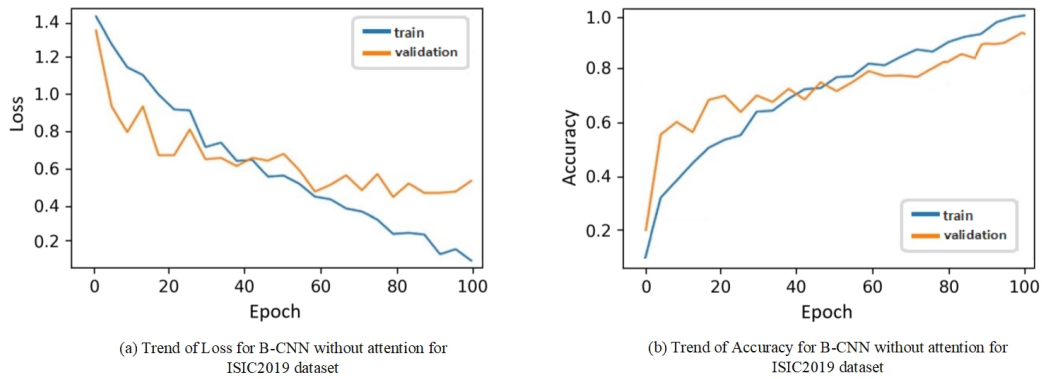 1.4
1.2
1.0
0.8
0.6
0.4
0.2
Loss
train
validation
0 20 40 60 80 100
Epoch
(a) Trend of Loss for B-CNN without attention for
ISIC2019 dataset
1.0
0.8
0.6
0.4
0.2
Accuracy
train
validation
0 20 40 60 80 100
Epoch
(b) Trend of Accuracy for B-CNN without attention for
ISIC2019 dataset